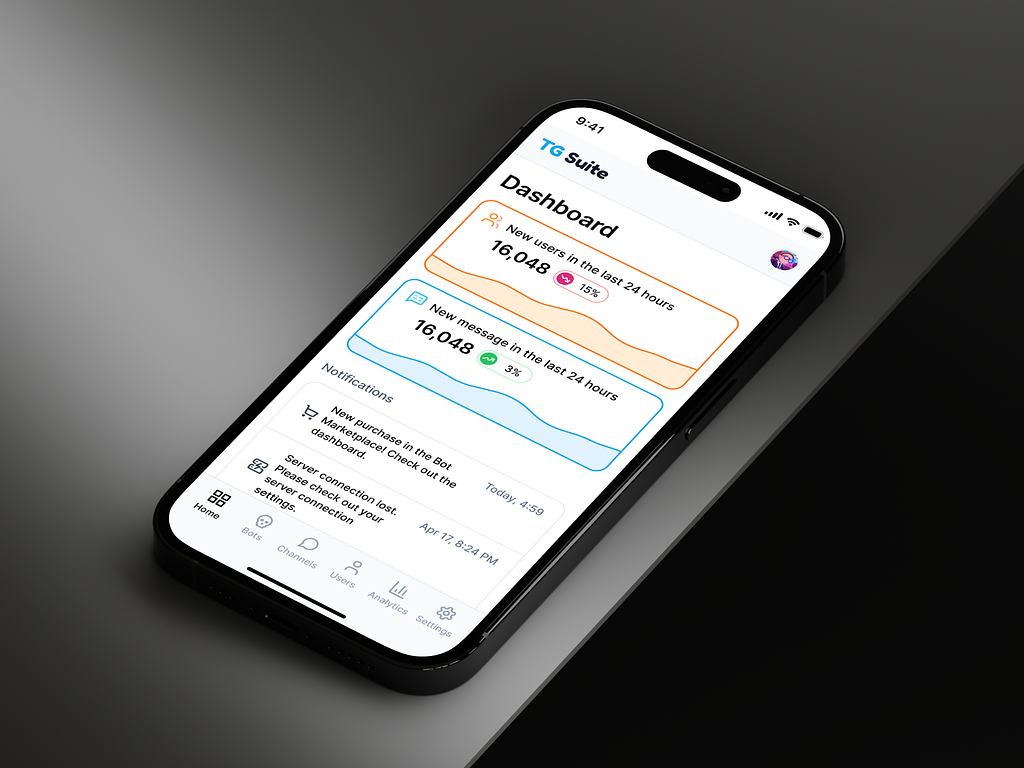 9:41
TG Suite
Dashboard
New users in the last 24 hours
16,048
15%
New message in the last 24 hours
16,048
3%
Notifications
New purchase in the Bot
Marketplace! Check out the
dashboard.
Today, 4:59
Server connection lost.
Please check out your
server connection
settings.
Apr 17, 8:24 PM
Home
Bots
Channels
Users
Analytics
Settings